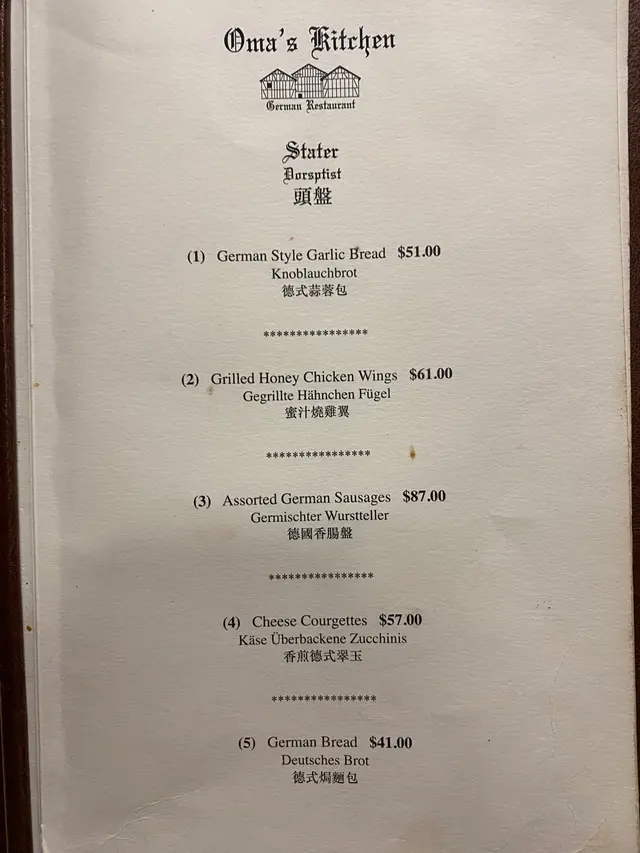 Oma's Kitchen
German Restaurant
Stater
Dorsptist
頭盤
(1) German Style Garlic Bread $51.00
Knoblauchbrot
德式蒜蓉包
****************
(2) Grilled Honey Chicken Wings $61.00
Gegrillte Hähnchen Fügel
蜜汁燒雞翼
****************
(3) Assorted German Sausages $87.00
Germischter Wurstteller
德國香腸盤
****************
(4) Cheese Courgettes $57.00
Käse Überbackene Zucchinis
香煎德式翠玉
****************
(5) German Bread $41.00
Deutsches Brot
德式焗麵包